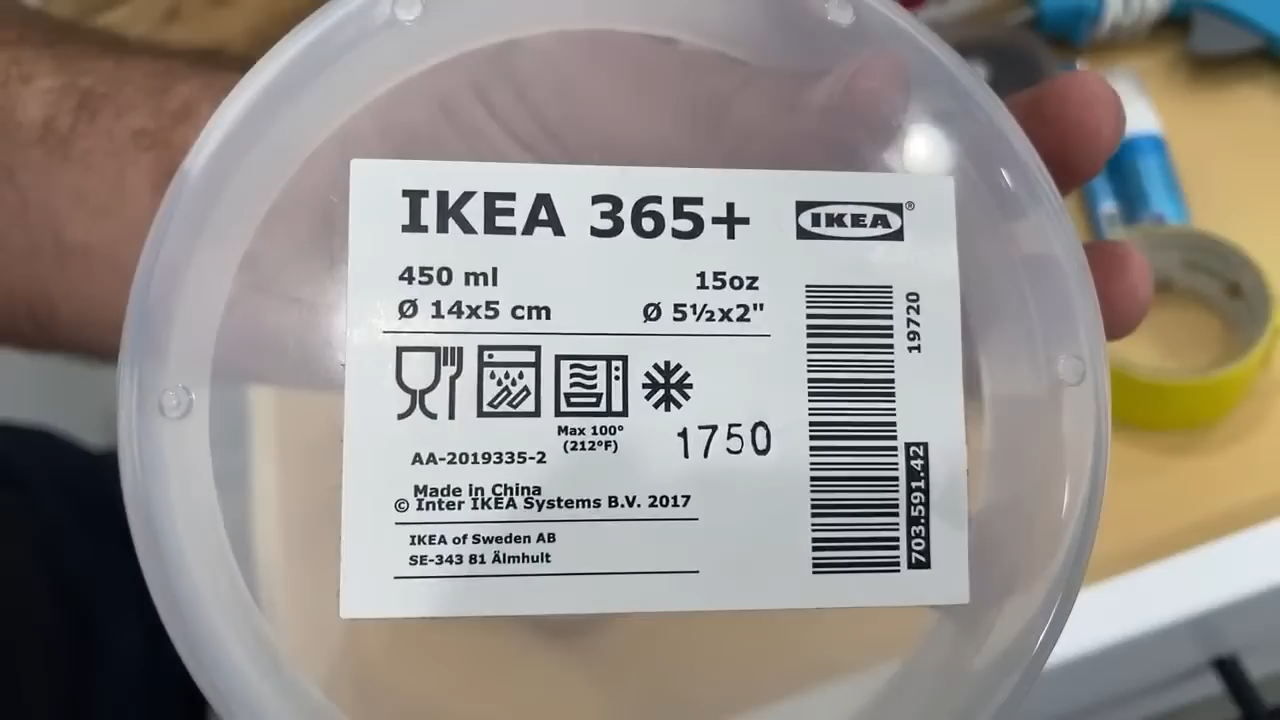 IKEA 365+
IKEA®
450 ml 15oz
Ø 14x5 cm Ø 5½x2"
19720
Max 100°
(212°F)
1750
AA-2019335-2
703.591.42
Made in China
© Inter IKEA Systems B.V. 2017
IKEA of Sweden AB
SE-343 81 Älmhult